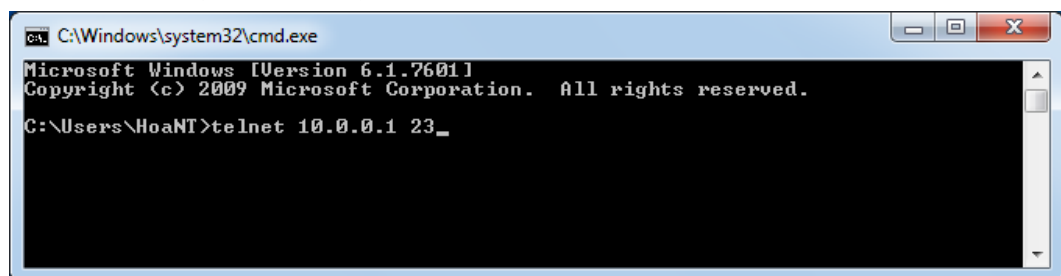 C:\Windows\system32\cmd.exe
Microsoft Windows [Version 6.1.7601]
Copyright (c) 2009 Microsoft Corporation.  All rights reserved.
C:\Users\HoaNT>telnet 10.0.0.1 23_